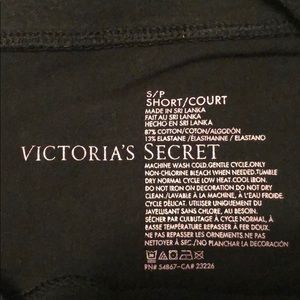 S/P
SHORT/COURT
MADE IN SRI LANKA
FAIT AU SRI LANKA
HECHO EN SRI LANKA
87% COTTON/COTON/ALGODÓN
13% ELASTANE/ELASTHANNE/ELASTANO
VICTORIA'S SECRET
MACHINE WASH COLD.GENTLE CYCLE.ONLY
NON-CHLORINE BLEACH WHEN NEEDED.TUMBLE
DRY NORMAL CYCLE LOW HEAT.COOL IRON
DO NOT IRON ON DECORATION DO NOT DRY
CLEAN./LAVABLE À LA MACHINE, À L'EAU FROIDE.
CYCLE DÉLICAT. UTILISER UNIQUEMENT DU
JAVELLISANT SANS CHLORE, AU BESOIN.
SÉCHER PAR CULBUTAGE À CYCLE NORMAL, À
BASSE TEMPÉRATURE. REPASSER À FER DOUX.
NE PAS REPASSER LES ORNEMENTS. NE PAS
NETTOYER À SEC./NO PLANCHAR LA DECORACIÓN
RN# 54867-CA# 23226